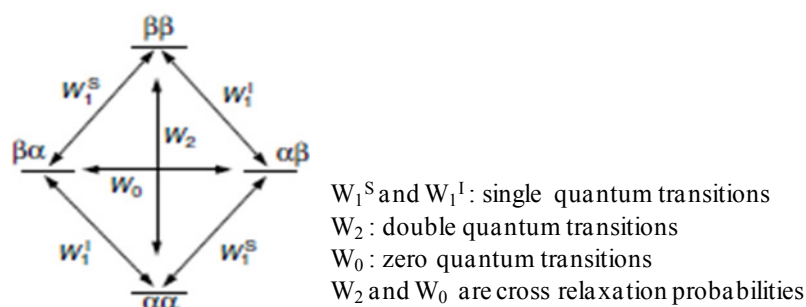 ββ
W₁ˢ W₁ᴵ
W₂
βα αβ
W₀
W₁ᴵ W₁ˢ
αα
W₁ˢ and W₁ᴵ : single quantum transitions
W₂ : double quantum transitions
W₀ : zero quantum transitions
W₂ and W₀ are cross relaxation probabilities